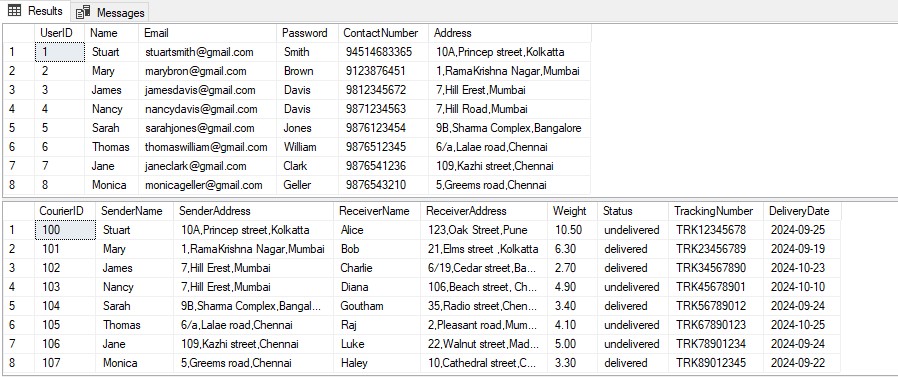 Results Messages
UserID Name Email Password ContactNumber Address
1 1 Stuart stuartsmith@gmail.com Smith 94514683365 10A,Princep street,Kolkatta
2 2 Mary marybron@gmail.com Brown 9123876451 1,RamaKrishna Nagar,Mumbai
3 3 James jamesdavis@gmail.com Davis 9812345672 7,Hill Erest,Mumbai
4 4 Nancy nancydavis@gmail.com Davis 9871234563 7,Hill Road,Mumbai
5 5 Sarah sarahjones@gmail.com Jones 9876123454 9B,Sharma Complex,Bangalore
6 6 Thomas thomaswilliam@gmail.com William 9876512345 6/a,Lalae road,Chennai
7 7 Jane janeclark@gmail.com Clark 9876541236 109,Kazhi street,Chennai
8 8 Monica monicageller@gmail.com Geller 9876543210 5,Greems road,Chennai
CourierID SenderName SenderAddress ReceiverName ReceiverAddress Weight Status TrackingNumber DeliveryDate
1 100 Stuart 10A,Princep street,Kolkatta Alice 123,Oak Street,Pune 10.50 undelivered TRK12345678 2024-09-25
2 101 Mary 1,RamaKrishna Nagar,Mumbai Bob 21,Elms street ,Kolkatta 6.30 delivered TRK23456789 2024-09-19
3 102 James 7,Hill Erest,Mumbai Charlie 6/19,Cedar street,Ba... 2.70 delivered TRK34567890 2024-10-23
4 103 Nancy 7,Hill Erest,Mumbai Diana 106,Beach street, Ch... 4.90 undelivered TRK45678901 2024-10-10
5 104 Sarah 9B,Sharma Complex,Bangal... Goutham 35,Radio street,Chen... 3.40 delivered TRK56789012 2024-09-24
6 105 Thomas 6/a,Lalae road,Chennai Raj 2,Pleasant road,Mum... 4.10 undelivered TRK67890123 2024-10-25
7 106 Jane 109,Kazhi street,Chennai Luke 22,Walnut street,Mad... 5.00 undelivered TRK78901234 2024-09-24
8 107 Monica 5,Greems road,Chennai Haley 10,Cathedral street,C... 3.30 delivered TRK89012345 2024-09-22